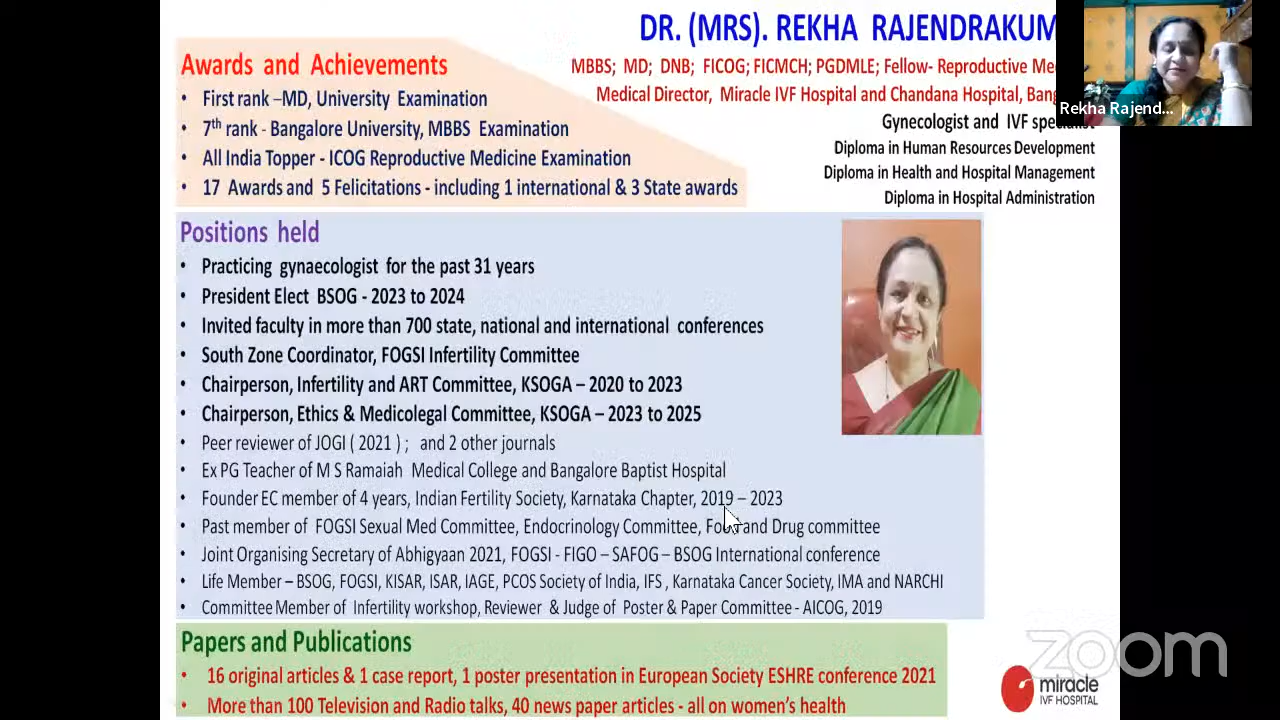 DR. (MRS). REKHA RAJENDRAKUM
MBBS; MD; DNB; FICOG; FICMCH; PGDMLE; Fellow- Reproductive Me
Medical Director, Miracle IVF Hospital and Chandana Hospital, Bang
Gynecologist and IVF specialist
Diploma in Human Resources Development
Diploma in Health and Hospital Management
Diploma in Hospital Administration
Rekha Rajend...
Awards and Achievements
• First rank –MD, University Examination
• 7th rank - Bangalore University, MBBS Examination
• All India Topper - ICOG Reproductive Medicine Examination
• 17 Awards and 5 Felicitations - including 1 international & 3 State awards
Positions held
• Practicing gynaecologist for the past 31 years
• President Elect BSOG - 2023 to 2024
• Invited faculty in more than 700 state, national and international conferences
• South Zone Coordinator, FOGSI Infertility Committee
• Chairperson, Infertility and ART Committee, KSOGA – 2020 to 2023
• Chairperson, Ethics & Medicolegal Committee, KSOGA – 2023 to 2025
• Peer reviewer of JOGI ( 2021 ) ; and 2 other journals
• Ex PG Teacher of M S Ramaiah Medical College and Bangalore Baptist Hospital
• Founder EC member of 4 years, Indian Fertility Society, Karnataka Chapter, 2019 – 2023
• Past member of FOGSI Sexual Med Committee, Endocrinology Committee, Food and Drug committee
• Joint Organising Secretary of Abhigyaan 2021, FOGSI - FIGO – SAFOG – BSOG International conference
• Life Member – BSOG, FOGSI, KISAR, ISAR, IAGE, PCOS Society of India, IFS , Karnataka Cancer Society, IMA and NARCHI
• Committee Member of Infertility workshop, Reviewer & Judge of Poster & Paper Committee - AICOG, 2019
Papers and Publications
• 16 original articles & 1 case report, 1 poster presentation in European Society ESHRE conference 2021
• More than 100 Television and Radio talks, 40 news paper articles - all on women's health
zoom
miracle
IVF HOSPITAL